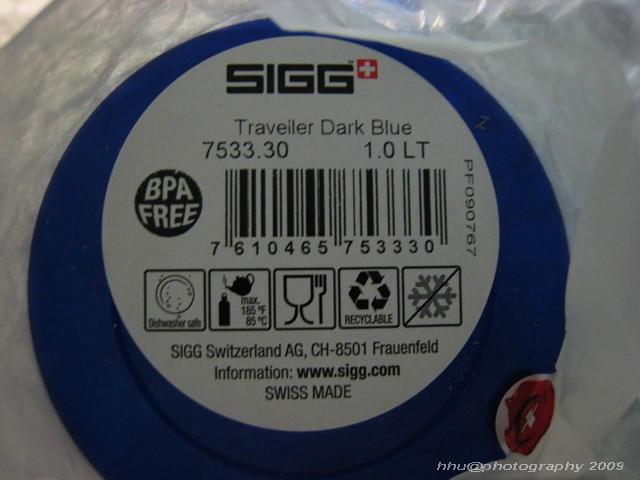 SIGG
Traveller Dark Blue
7533.30 1.0 LT
BPA
FREE
PF090767
7 610465 753330
Dishwasher safe
max.
185 °F
85 °C
RECYCLABLE
SIGG Switzerland AG, CH-8501 Frauenfeld
Information: www.sigg.com
SWISS MADE
hhu@photography 2009